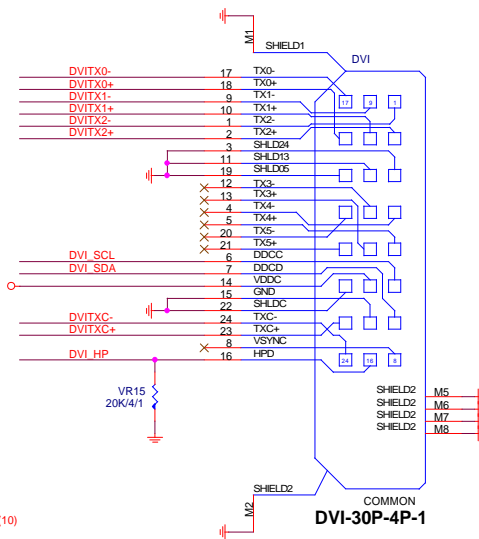 M1
SHIELD1
DVI
DVITX0- 17 TX0-
DVITX0+ 18 TX0+
DVITX1- 9 TX1-
DVITX1+ 10 TX1+
DVITX2- 1 TX2-
DVITX2+ 2 TX2+
3 SHLD24
11 SHLD13
19 SHLD05
12 TX3-
13 TX3+
4 TX4-
5 TX4+
20 TX5-
21 TX5+
DVI_SCL 6 DDCC
DVI_SDA 7 DDCD
14 VDDC
15 GND
22 SHLDC
DVITXC- 24 TXC-
DVITXC+ 23 TXC+
8 VSYNC
DVI_HP 16 HPD
17 9 1
24 16 8
VR15
20K/4/1
SHIELD2 M5
SHIELD2 M6
SHIELD2 M7
SHIELD2 M8
SHIELD2
M2
COMMON
DVI-30P-4P-1
(10)